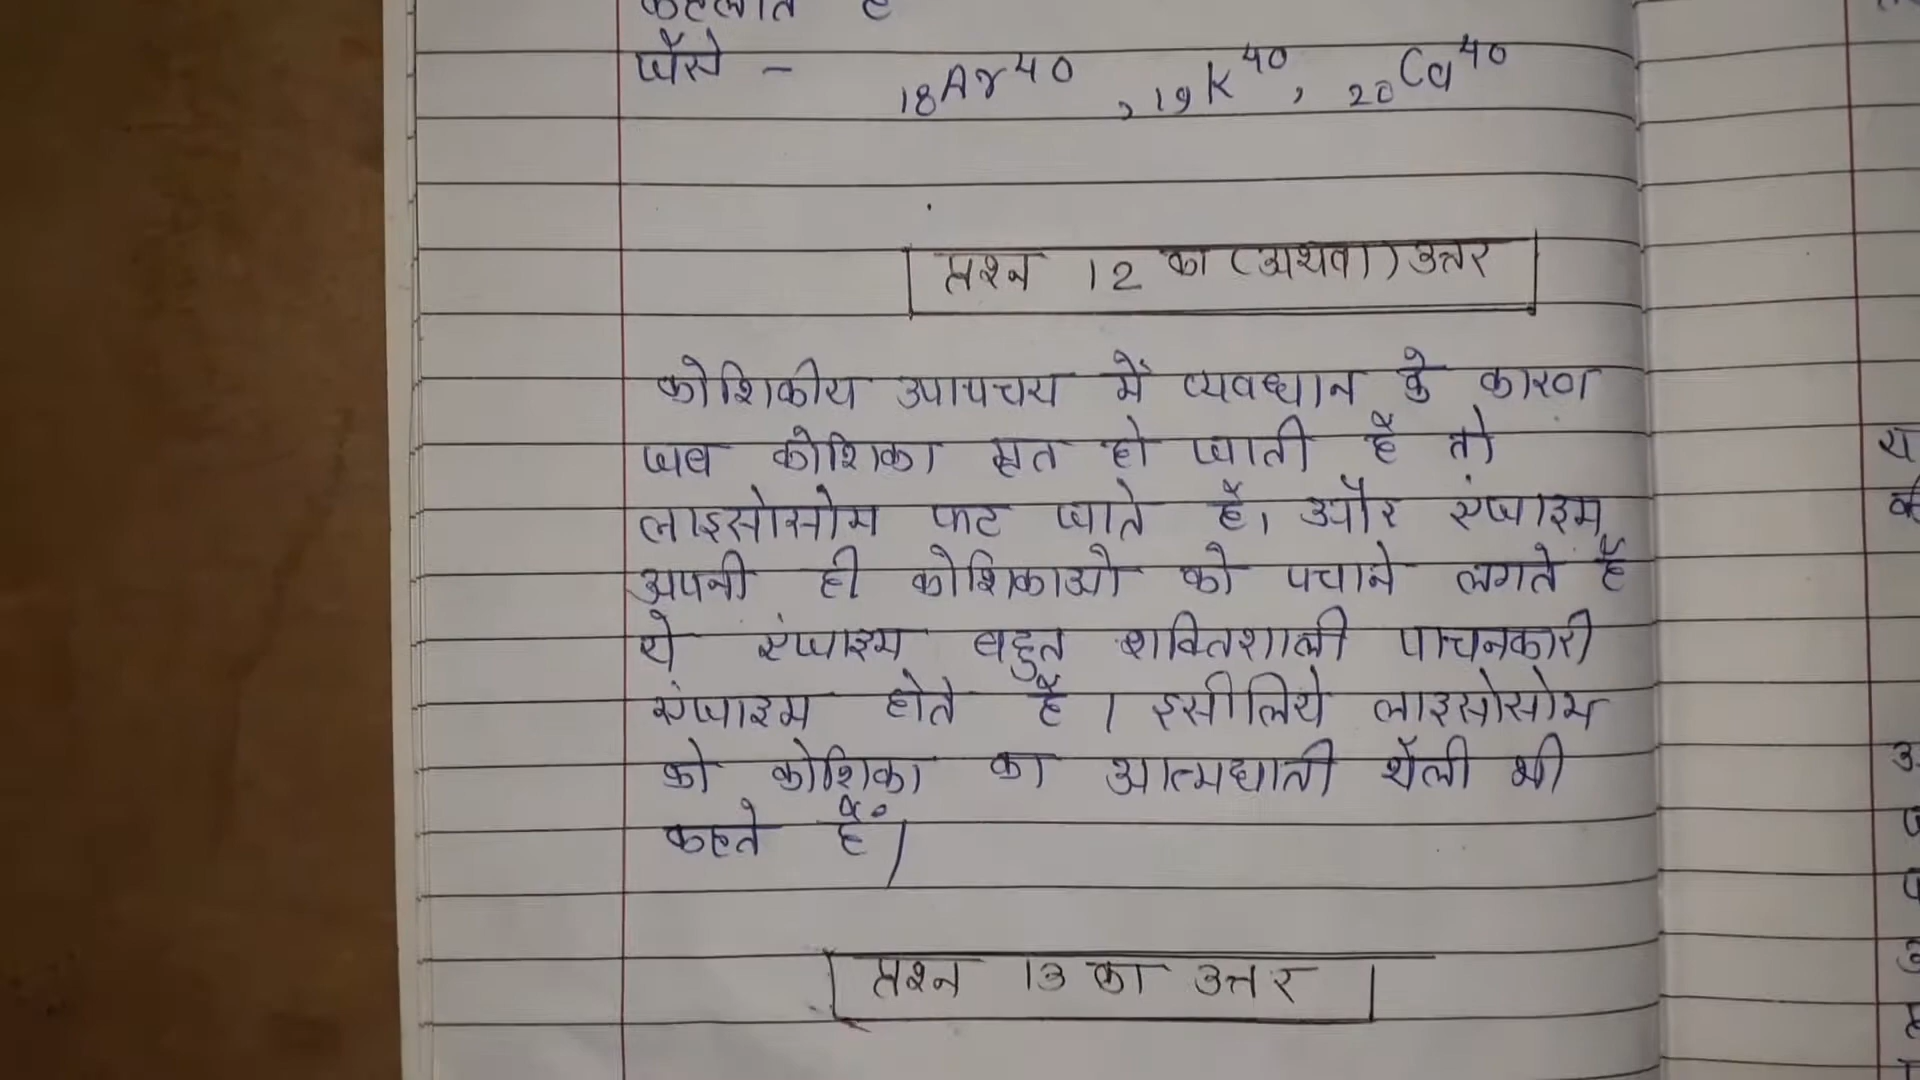 कहलाते है
जैसे - ₁₈Ar⁴⁰, ₁₉K⁴⁰, ₂₀Ca⁴⁰
प्रश्न 12 का (अथवा) उत्तर
कोशिकीय उपापचय में व्यवधान के कारण
जब कोशिका मृत हो जाती है तो
लाइसोसोम फट जाते है। और एंजाइम
अपनी ही कोशिकाओ को पचाने लगते हैं
ये एंजाइम बहुत शक्तिशाली पाचनकारी
एंजाइम होते है। इसीलिये लाइसोसोम
को कोशिका का आत्मघाती थैली भी
कहते हैं।
प्रश्न 13 का उत्तर